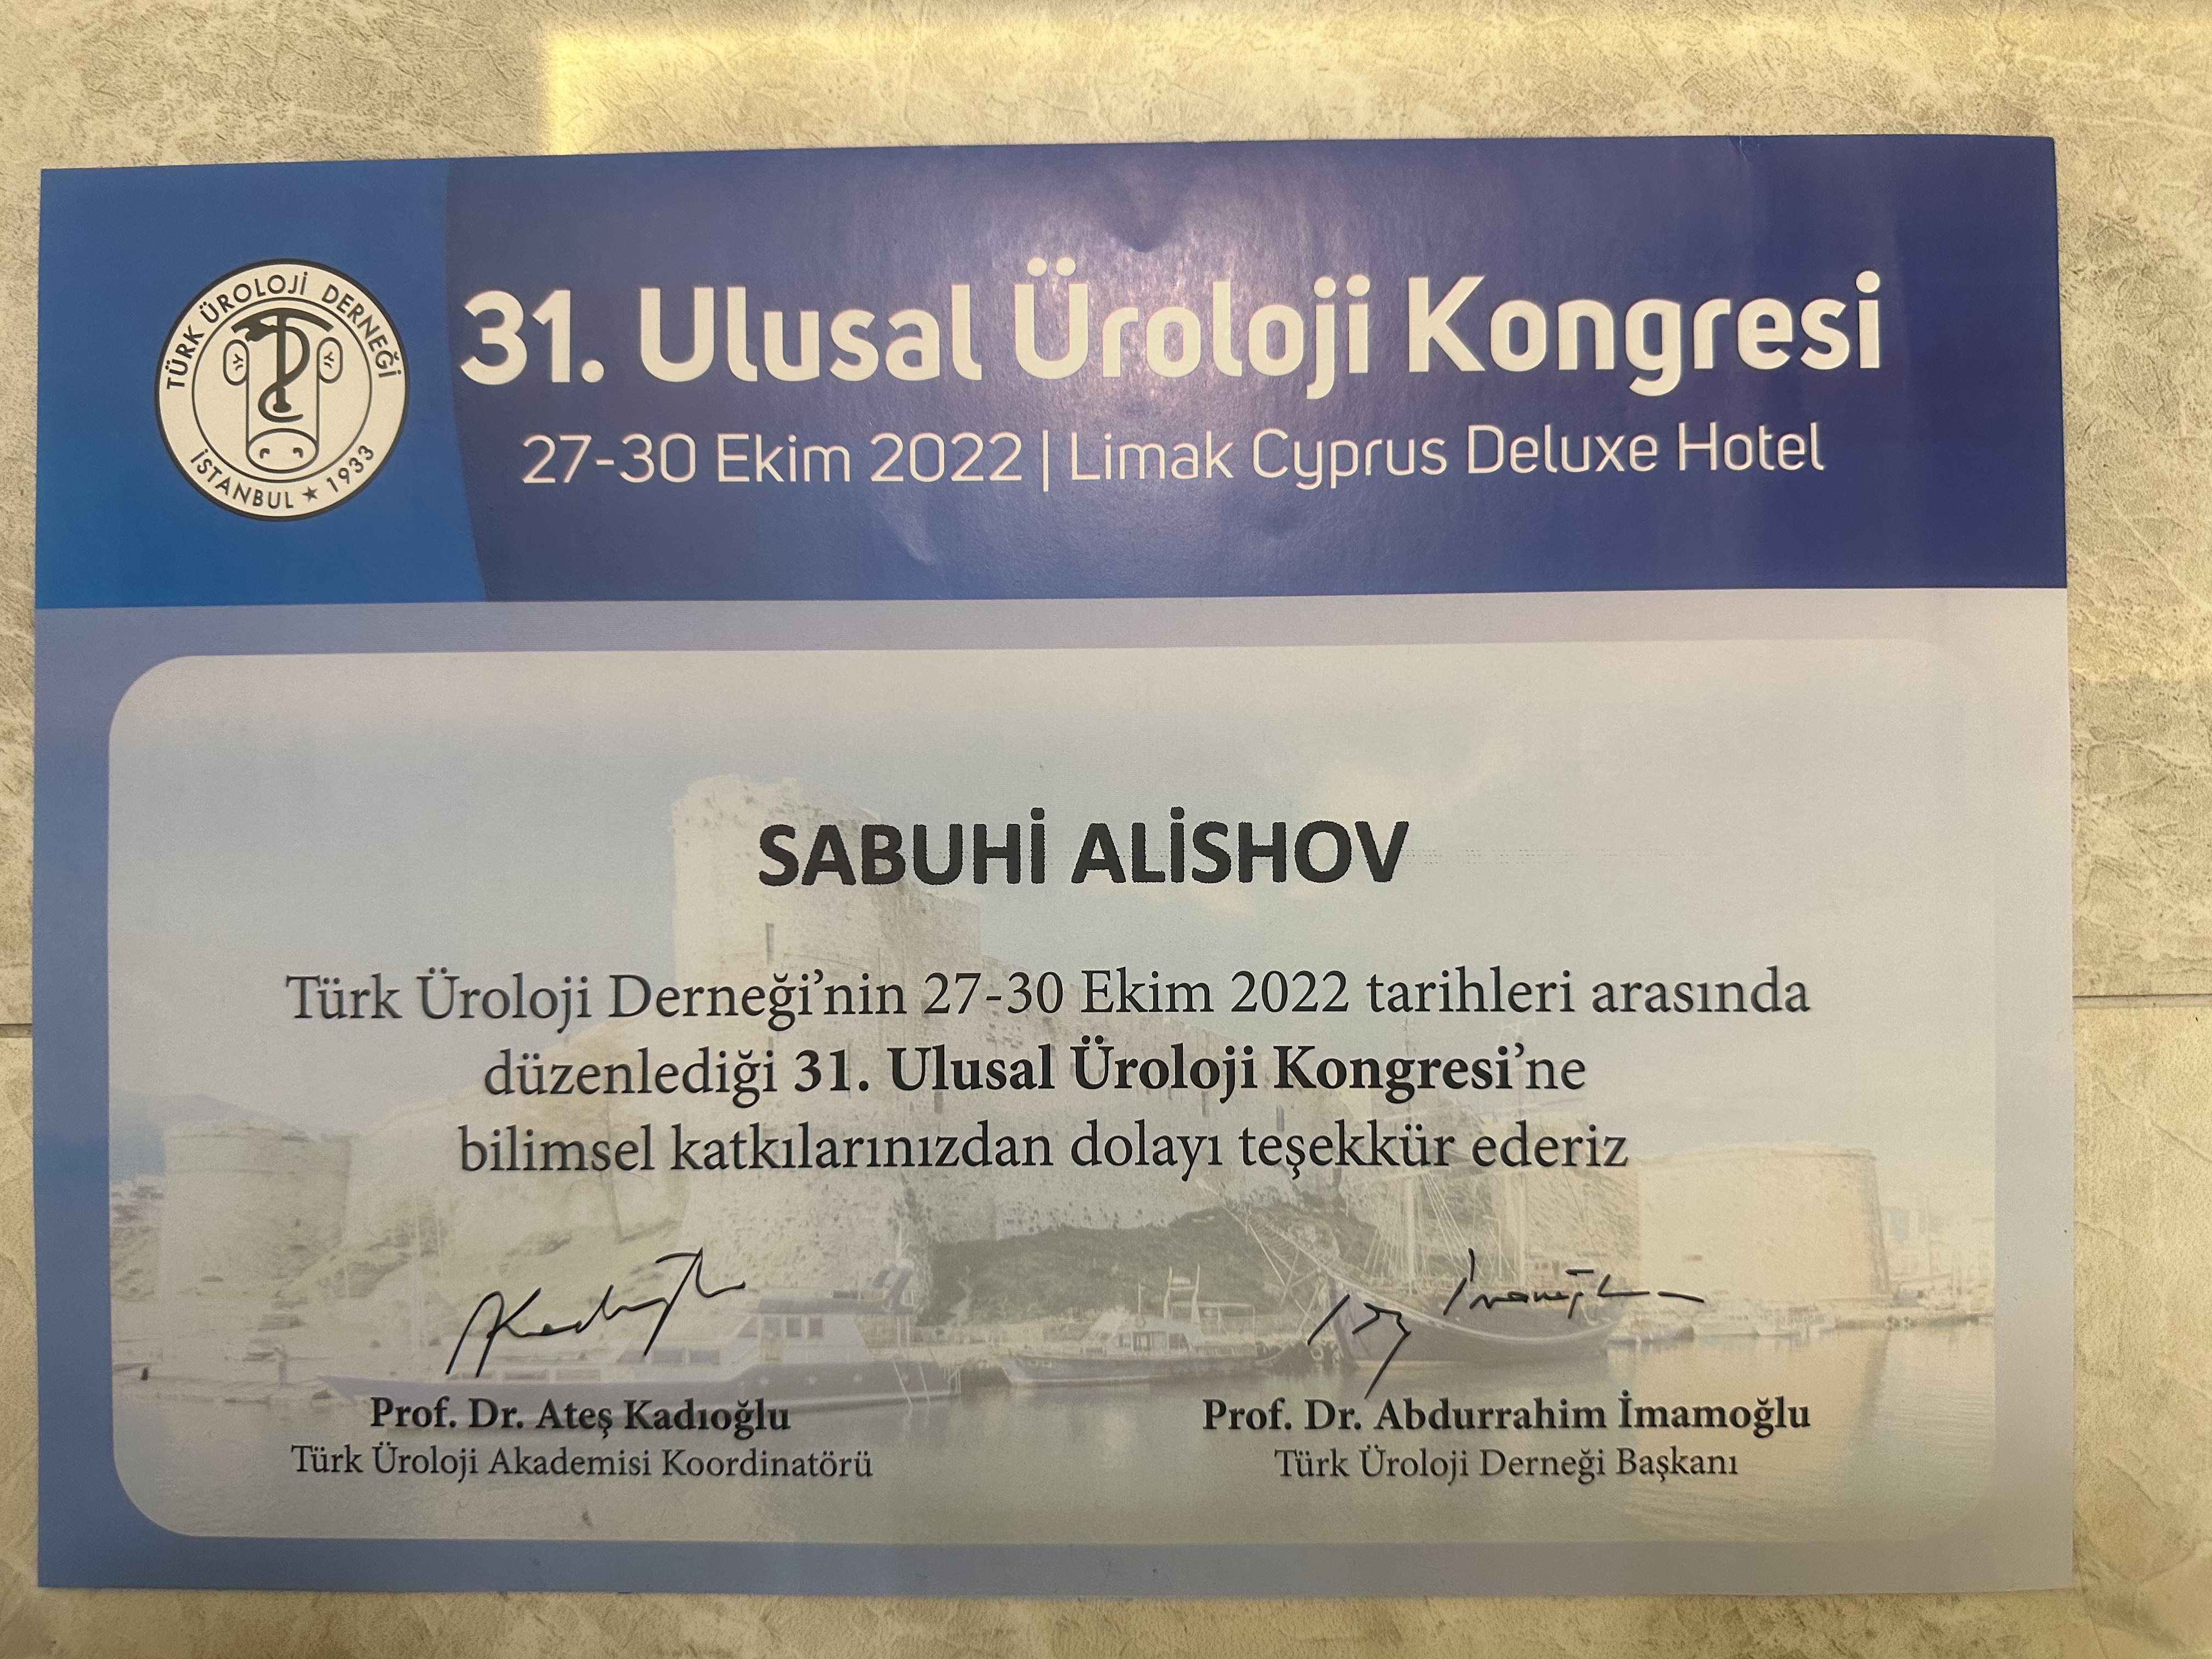 TÜRK ÜROLOJİ DERNEĞİ
İSTANBUL ★ 1933
31. Ulusal Üroloji Kongresi
27-30 Ekim 2022 | Limak Cyprus Deluxe Hotel
SABUHİ ALİSHOV
Türk Üroloji Derneği’nin 27-30 Ekim 2022 tarihleri arasında
düzenlediği 31. Ulusal Üroloji Kongresi’ne
bilimsel katkılarınızdan dolayı teşekkür ederiz
Prof. Dr. Ateş Kadıoğlu
Türk Üroloji Akademisi Koordinatörü
Prof. Dr. Abdurrahim İmamoğlu
Türk Üroloji Derneği Başkanı